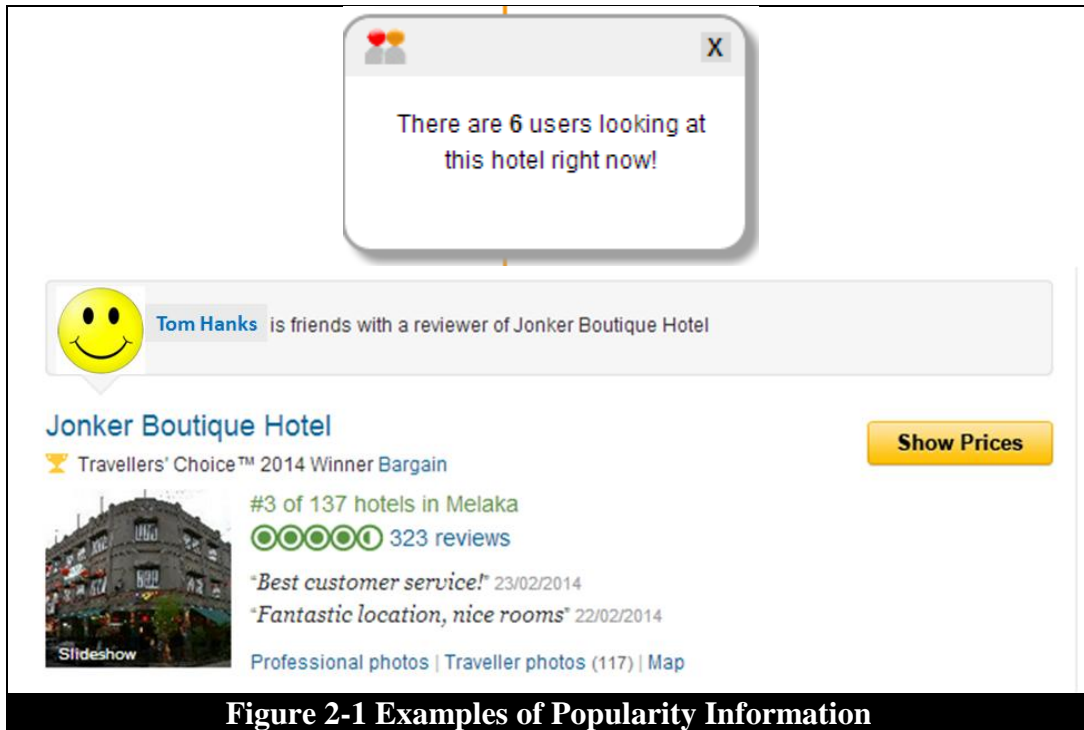 X
There are 6 users looking at
this hotel right now!
Tom Hanks is friends with a reviewer of Jonker Boutique Hotel
Jonker Boutique Hotel
Show Prices
Travellers' Choice™ 2014 Winner Bargain
#3 of 137 hotels in Melaka
323 reviews
"Best customer service!" 23/02/2014
"Fantastic location, nice rooms" 22/02/2014
Slideshow
Professional photos | Traveller photos (117) | Map
Figure 2-1 Examples of Popularity Information